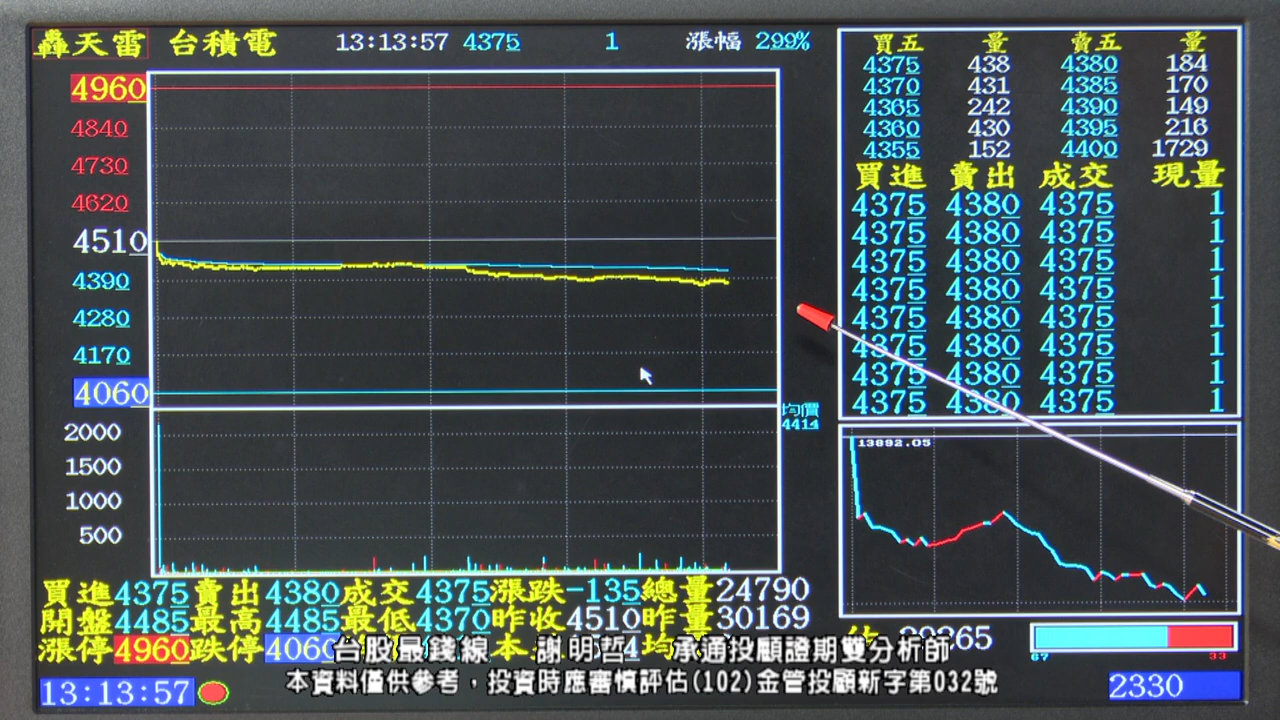 轟天雷 台積電 13:13:57 4375 1 漲幅 299%
4960
4840
4730
4620
4510
4390
4280
4170
4060
2000
1500
1000
500
均價
4414
買五 量 賣五 量
4375 438 4380 184
4370 431 4385 170
4365 242 4390 149
4360 430 4395 216
4355 152 4400 1729
買進 賣出 成交 現量
4375 4380 4375 1
4375 4380 4375 1
4375 4380 4375 1
4375 4380 4375 1
4375 4380 4375 1
4375 4380 4375 1
4375 4380 4375 1
4375 4380 4375 1
13892.05
買進4375賣出4380成交4375漲跌-135總量24790
開盤4485最高4485最低4370昨收4510昨量30169
漲停4960跌停4060
67 33
台股最錢線 謝明哲 承通投顧證期雙分析師
本資料僅供參考，投資時應審慎評估(102)金管投顧新字第032號
13:13:57 2330